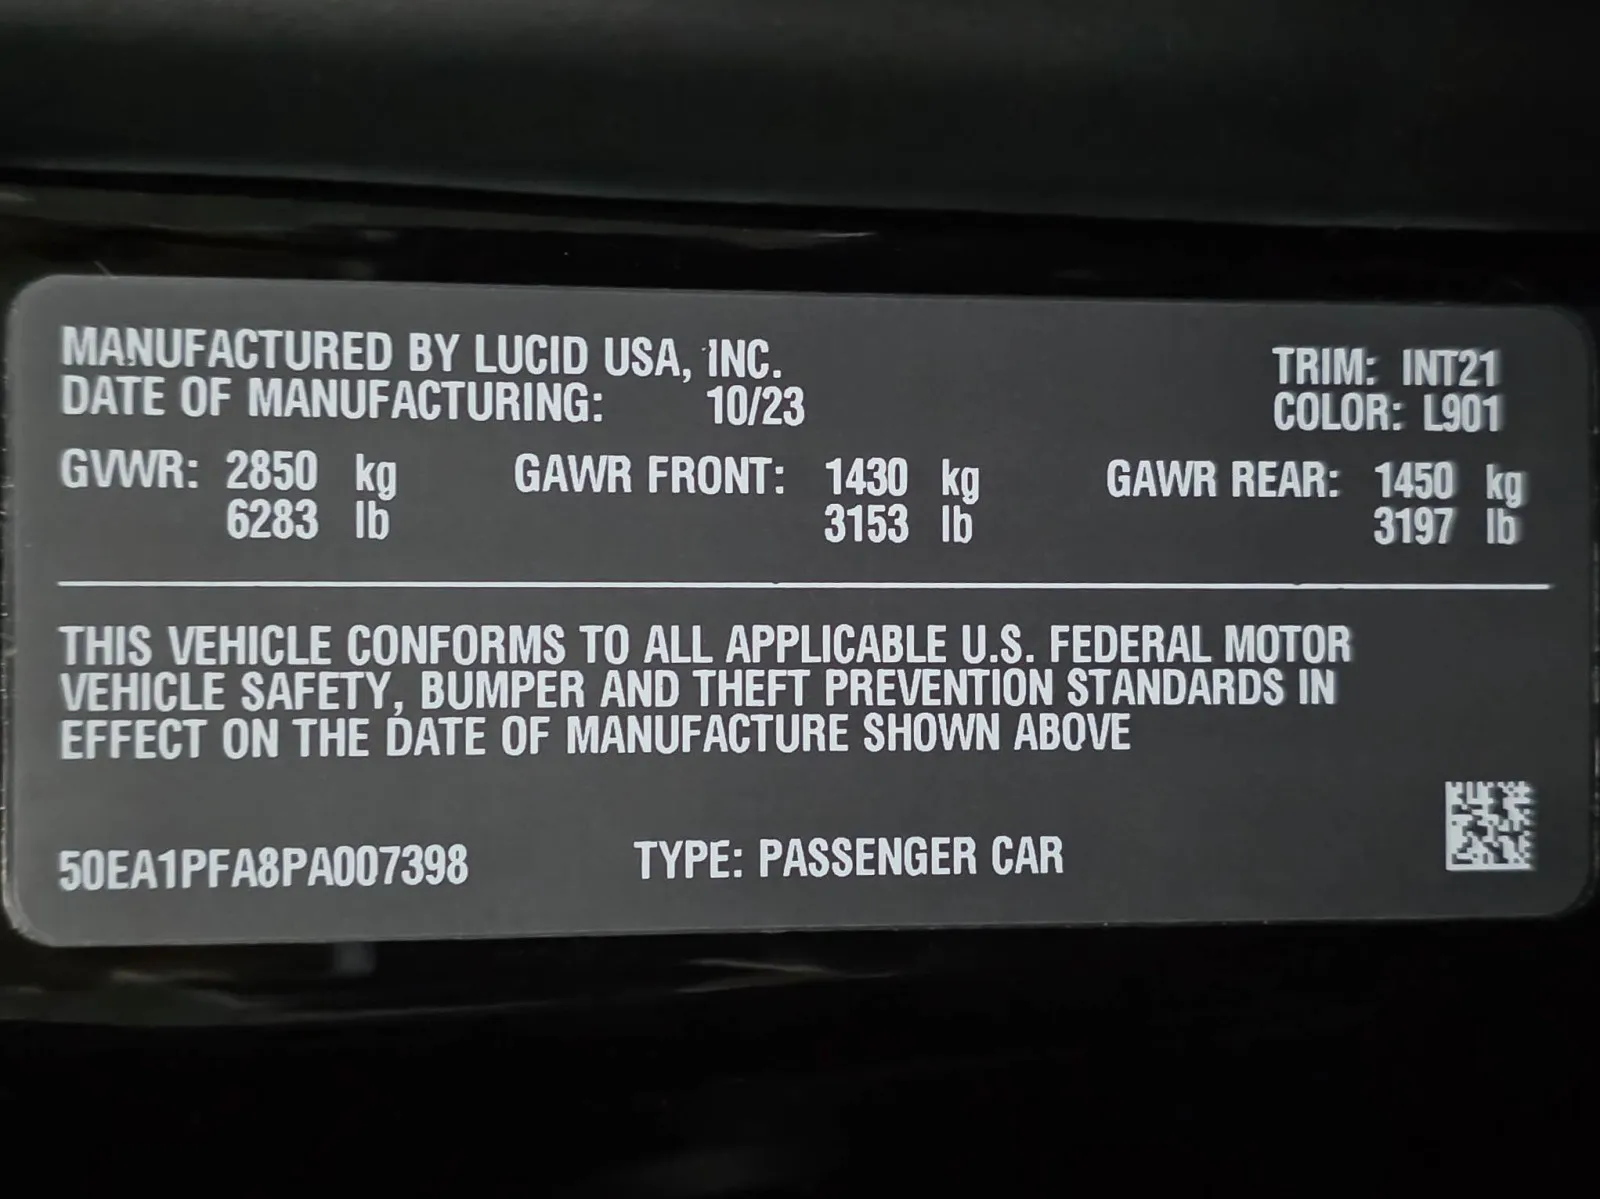 MANUFACTURED BY LUCID USA, INC.
DATE OF MANUFACTURING: 10/23
TRIM: INT21
COLOR: L901
GVWR: 2850 kg GAWR FRONT: 1430 kg GAWR REAR: 1450 kg
6283 lb 3153 lb 3197 lb
THIS VEHICLE CONFORMS TO ALL APPLICABLE U.S. FEDERAL MOTOR
VEHICLE SAFETY, BUMPER AND THEFT PREVENTION STANDARDS IN
EFFECT ON THE DATE OF MANUFACTURE SHOWN ABOVE
50EA1PFA8PA007398 TYPE: PASSENGER CAR